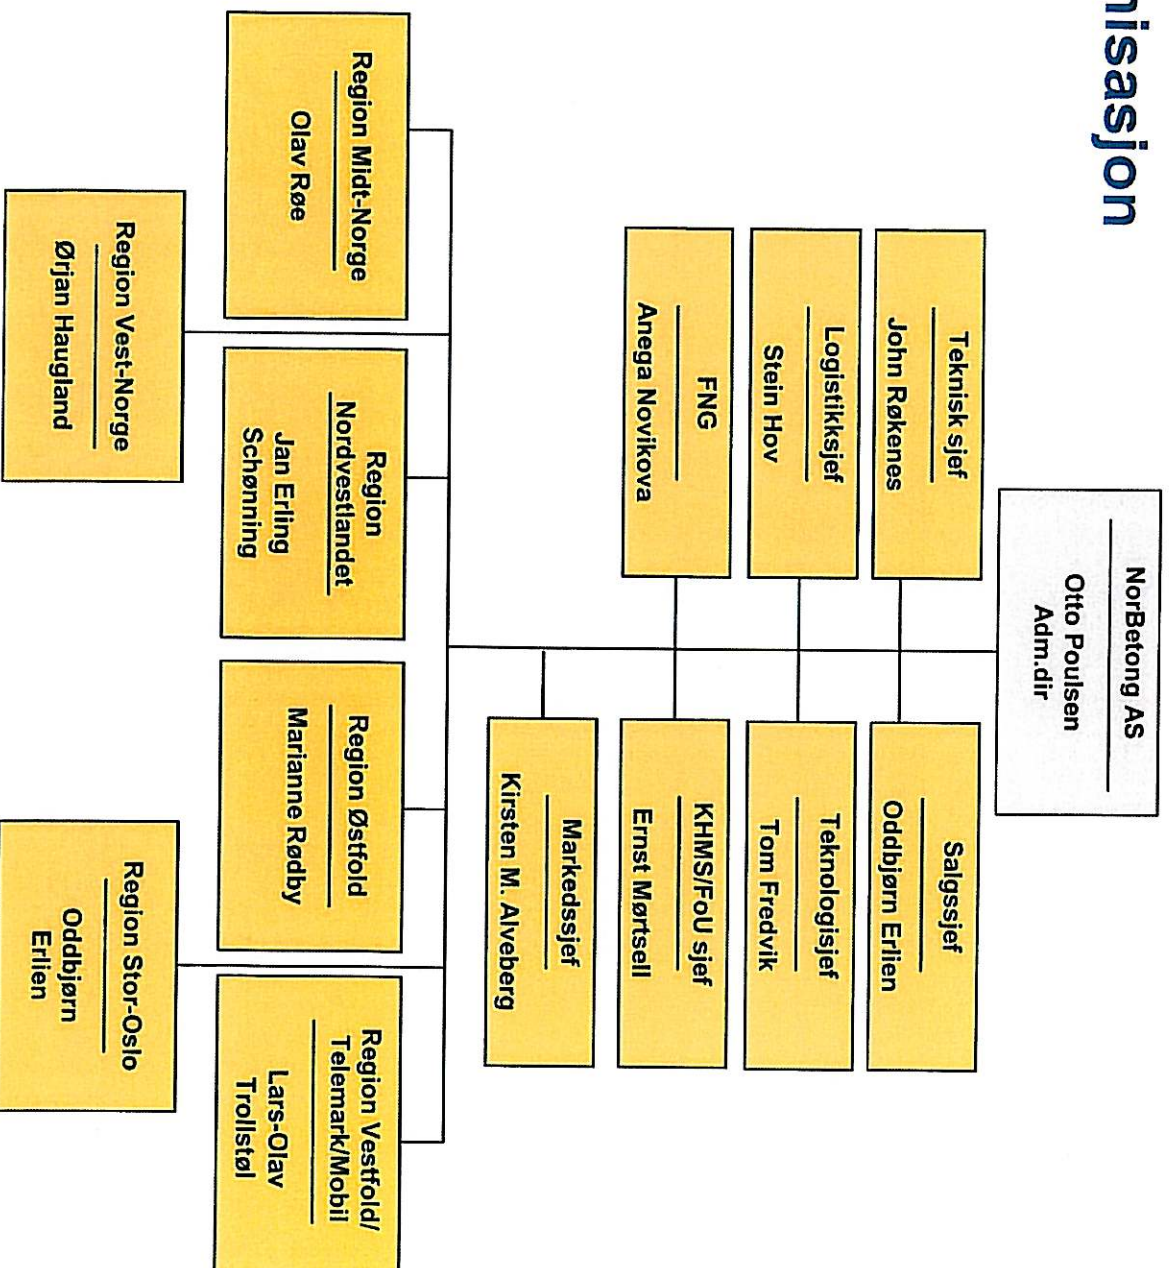 nisasjon
NorBetong AS
Otto Poulsen
Adm.dir
Teknisk sjef
John Røkenes
Salgssjef
Oddbjørn Erlien
Logistikksjef
Stein Hov
Teknologisjef
Tom Fredvik
FNG
Anega Novikova
KHMS/FoU sjef
Ernst Mørtsell
Markedssjef
Kirsten M. Alveberg
Region Midt-Norge
Olav Røe
Region
Nordvestlandet
Jan Erling
Schønning
Region Østfold
Marianne Rødby
Region Vestfold/
Telemark/Mobil
Lars-Olav
Trollstøl
Region Vest-Norge
Ørjan Haugland
Region Stor-Oslo
Oddbjørn
Erlien